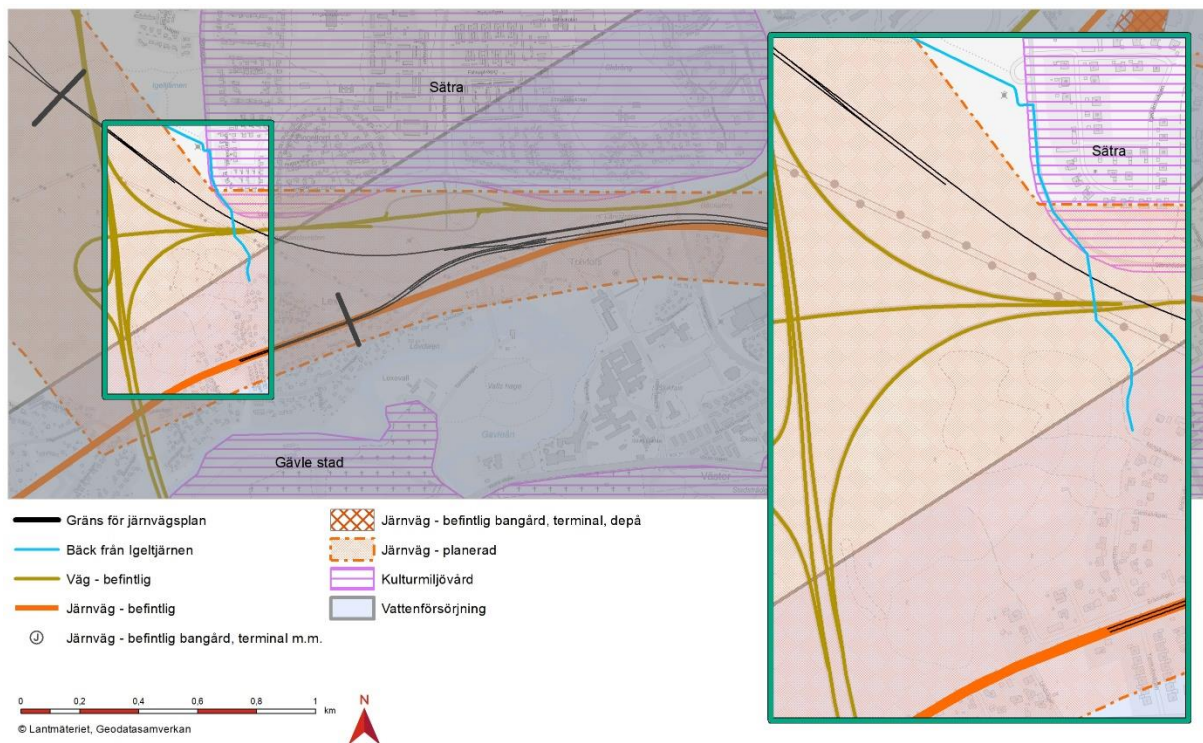 Igeltjärnen
Sätra
Sätra
Gävle stad
Gavleån
Gräns för järnvägsplan
Bäck från Igeltjärnen
Väg - befintlig
Järnväg - befintlig
J Järnväg - befintlig bangård, terminal m.m.
Järnväg - befintlig bangård, terminal, depå
Järnväg - planerad
Kulturmiljövård
Vattenförsörjning
0 0,2 0,4 0,6 0,8 1
km
N
© Lantmäteriet, Geodatasamverkan